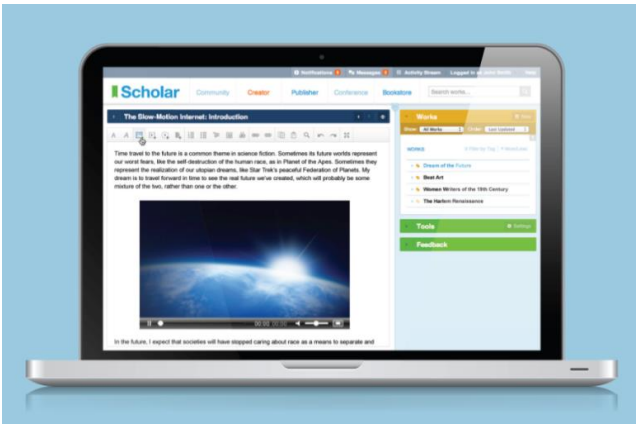 Notifications Messages Activity Stream Logged in as
Scholar Community Creator Publisher Conference Bookstore Search works...
The Slow-Motion Internet: Introduction
Time travel to the future is a common theme in science fiction. Sometimes its future worlds represent
our worst fears, like the self-destruction of the human race, as in Planet of the Apes. Sometimes they
represent the realization of our utopian dreams, like Star Trek's peaceful Federation of Planets. My
dream is to travel forward in time to see the real future we've created, which will probably be some
mixture of the two, rather than one or the other.
00:00
In the future, I expect that societies will have stopped caring about race as a means to separate and
Works
Show: All Works Order: Last Updated
WORKS Filter by Tag
Dream of the Future
Beat Art
Women Writers of the 19th Century
The Harlem Renaissance
Tools Settings
Feedback